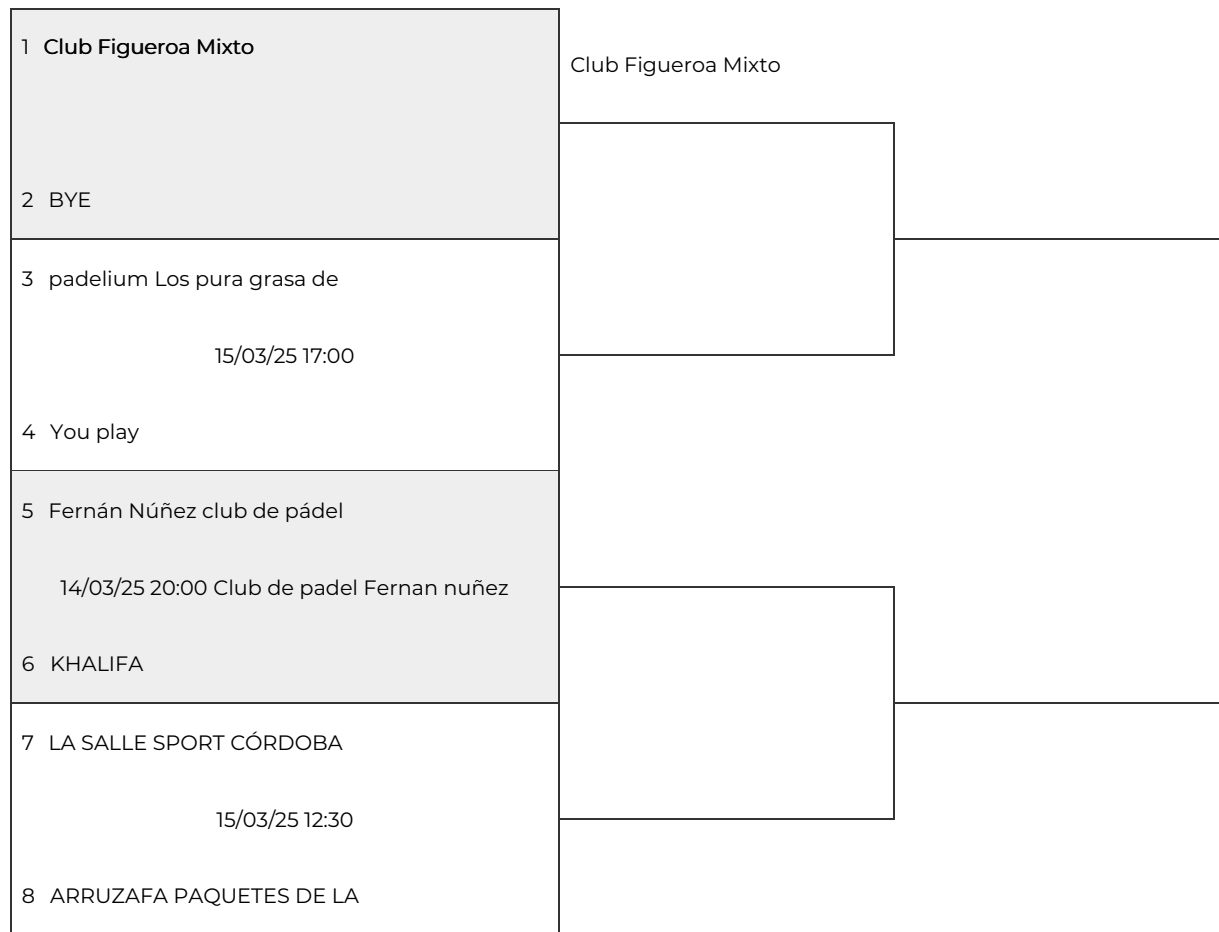 1 Club Figueroa Mixto
Club Figueroa Mixto
2 BYE
3 padelium Los pura grasa de
15/03/25 17:00
4 You play
5 Fernán Núñez club de pádel
14/03/25 20:00 Club de padel Fernan nuñez
6 KHALIFA
7 LA SALLE SPORT CÓRDOBA
15/03/25 12:30
8 ARRUZAFA PAQUETES DE LA